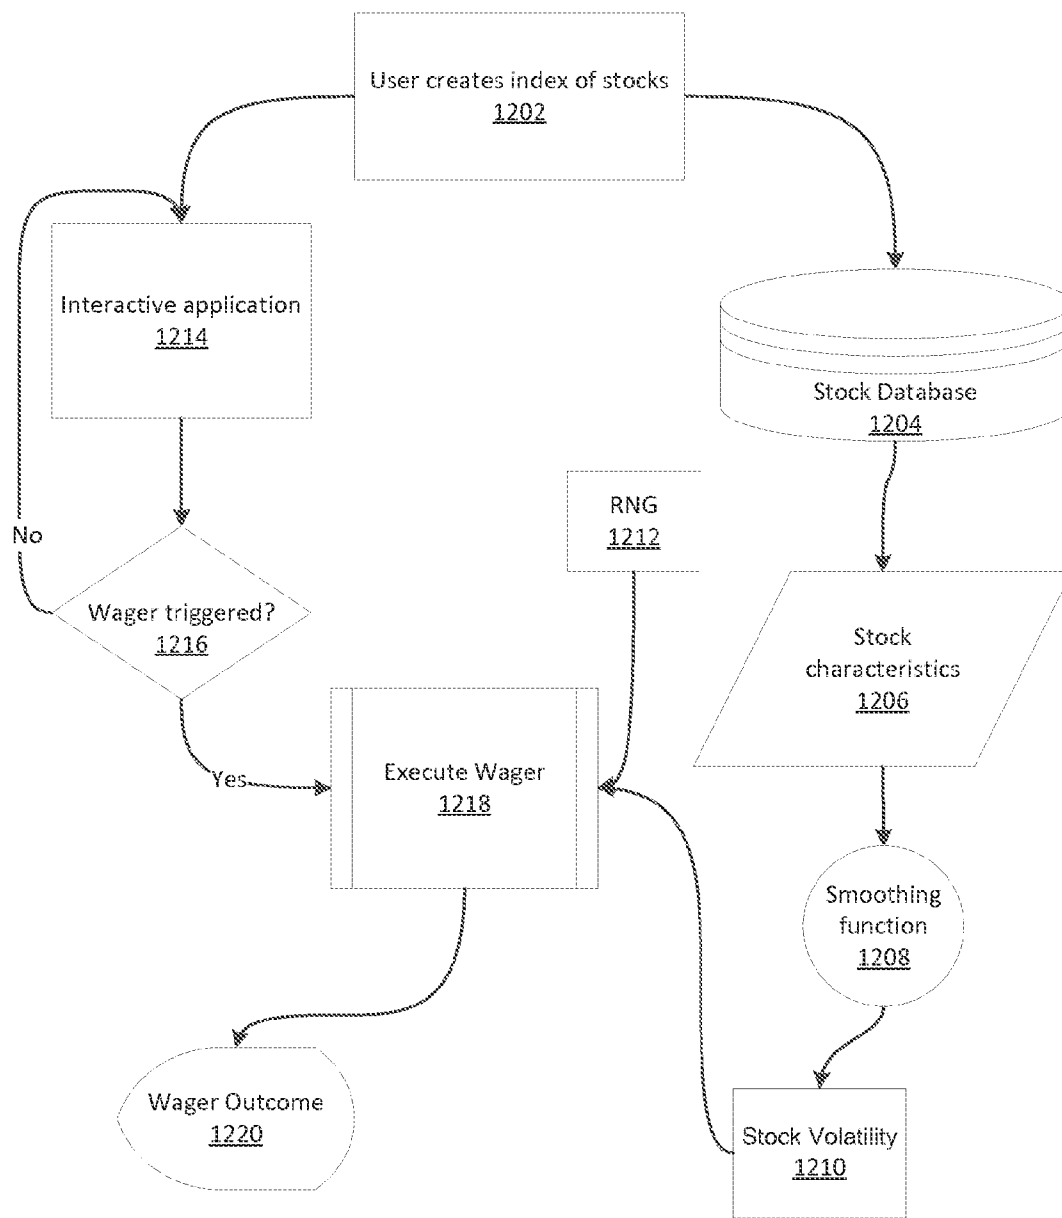 User creates index of stocks
1202
Interactive application
1214
Stock Database
1204
RNG
1212
No
Wager triggered?
1216
Stock
characteristics
1206
Yes
Execute Wager
1218
Smoothing
function
1208
Wager Outcome
1220
Stock Volatility
1210